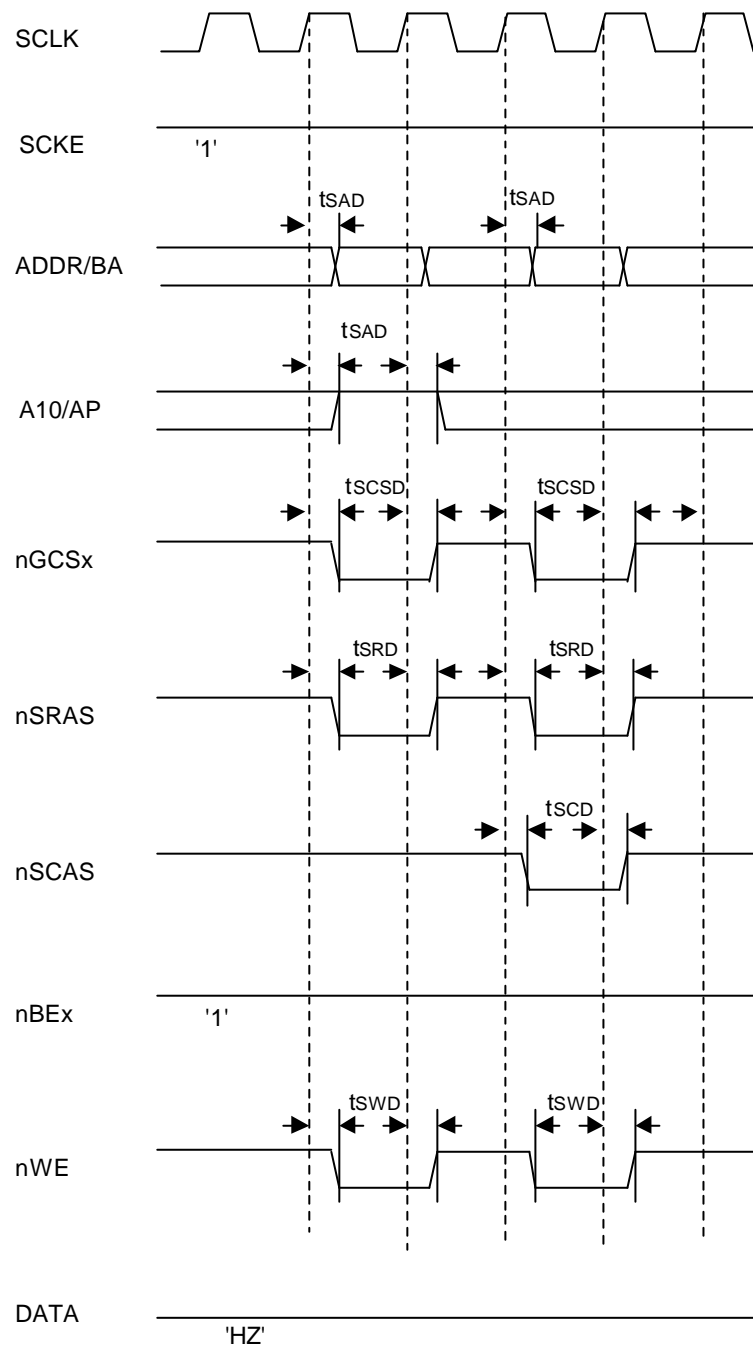 SCLK
SCKE
'1'
tSAD
tSAD
ADDR/BA
tSAD
A10/AP
tSCSD
tSCSD
nGCSx
tSRD
tSRD
nSRAS
tSCD
nSCAS
nBEx
'1'
tSWD
tSWD
nWE
DATA
'HZ'